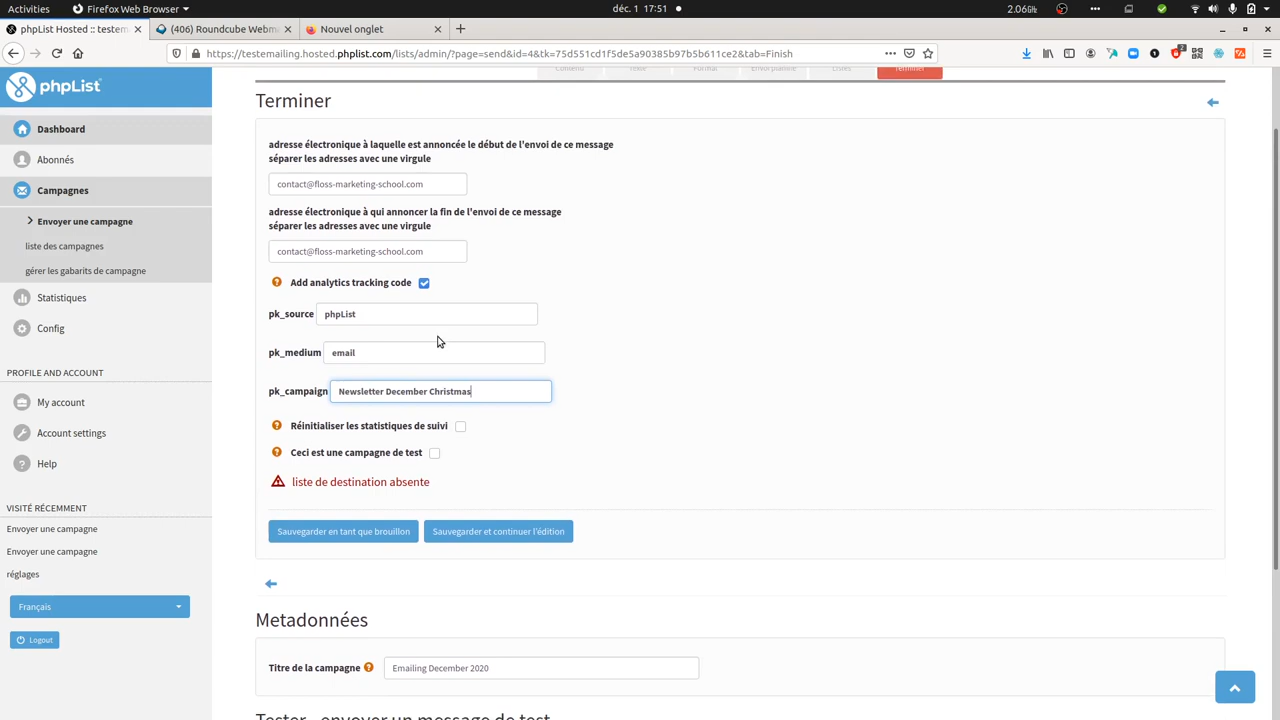 Activities
Firefox Web Browser
déc. 1 17:51
2.06㎅
phpList Hosted :: testem
(406) Roundcube Webm
Nouvel onglet
https://testemailing.hosted.phplist.com/lists/admin/?page=send&id=4&tk=75d551cd1f5de5a90385b97b5b611ce2&tab=Finish
phpList
Dashboard
Abonnés
Campagnes
Envoyer une campagne
liste des campagnes
gérer les gabarits de campagne
Statistiques
Config
PROFILE AND ACCOUNT
My account
Account settings
Help
VISITÉ RÉCEMMENT
Envoyer une campagne
Envoyer une campagne
réglages
Français
Logout
Terminer
adresse électronique à laquelle est annoncée le début de l'envoi de ce message
séparer les adresses avec une virgule
contact@floss-marketing-school.com
adresse électronique à qui annoncer la fin de l'envoi de ce message
séparer les adresses avec une virgule
contact@floss-marketing-school.com
Add analytics tracking code
pk_source phpList
pk_medium email
pk_campaign Newsletter December Christmas
Réinitialiser les statistiques de suivi
Ceci est une campagne de test
liste de destination absente
Sauvegarder en tant que brouillon Sauvegarder et continuer l'édition
Metadonnées
Titre de la campagne Emailing December 2020
Tester - envoyer un message de test